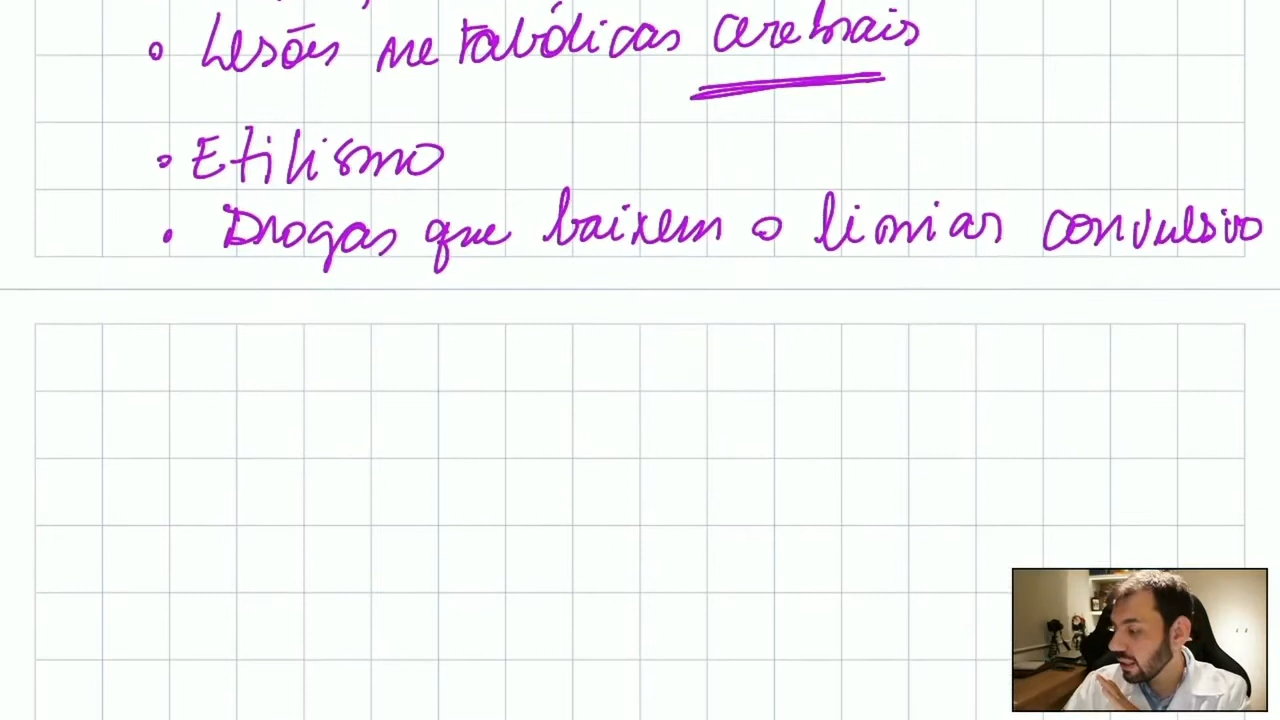 • Lesões metabólicas cerebrais
• Etilismo
• Drogas que baixem o limiar convulsivo